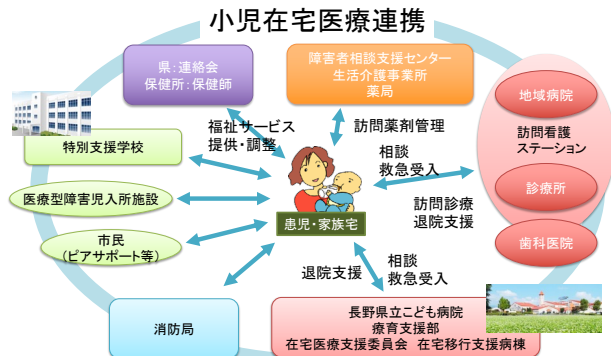 小児在宅医療連携
県:連絡会
保健所:保健師
障害者相談支援センター
生活介護事業所
薬局
地域病院
訪問看護
ステーション
診療所
歯科医院
福祉サービス
提供・調整
訪問薬剤管理
特別支援学校
相談
救急受入
医療型障害児入所施設
訪問診療
退院支援
患児・家族宅
市民
(ピアサポート等)
退院支援
相談
救急受入
消防局
長野県立こども病院
療育支援部
在宅医療支援委員会 在宅移行支援病棟